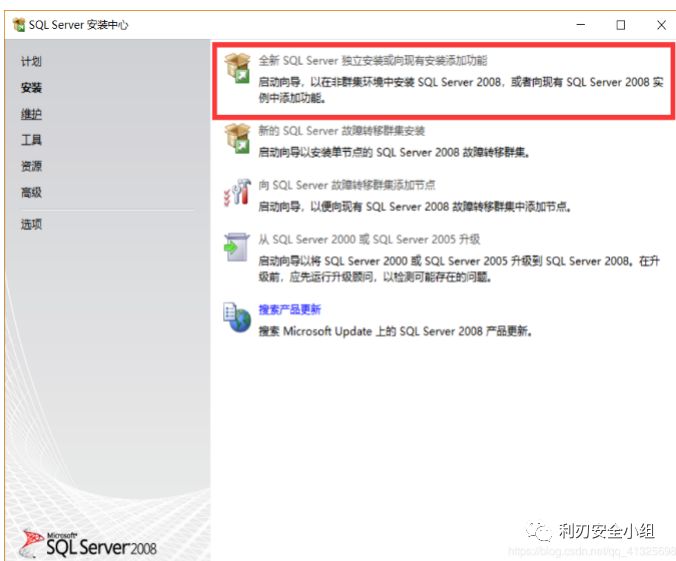 SQL Server 安装中心
计划
安装
维护
工具
资源
高级
选项
全新 SQL Server 独立安装或向现有安装添加功能
启动向导，以在非群集环境中安装 SQL Server 2008，或者向现有 SQL Server 2008 实
例中添加功能。
新的 SQL Server 故障转移群集安装
启动向导以安装单节点的 SQL Server 2008 故障转移群集。
向 SQL Server 故障转移群集添加节点
启动向导，以便向现有 SQL Server 2008 故障转移群集中添加节点。
从 SQL Server 2000 或 SQL Server 2005 升级
启动向导以将 SQL Server 2000 或 SQL Server 2005 升级到 SQL Server 2008。在升
级前，应先运行升级顾问，以检测可能存在的问题。
搜索产品更新
搜索 Microsoft Update 上的 SQL Server 2008 产品更新。
Microsoft
SQL Server 2008
利刃安全小组
https://blog.csdn.net/qq_41325698